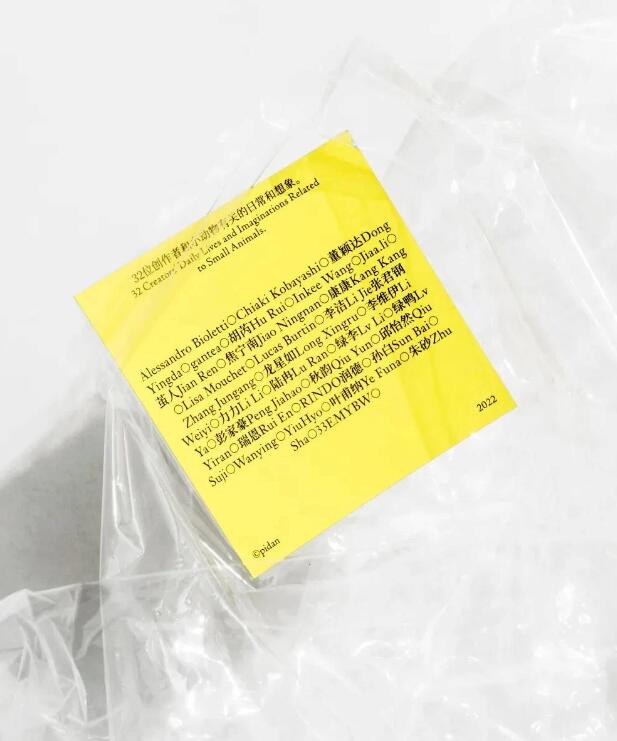 32位创作者和小动物有关的日常和想象。
32 Creators' Daily Lives and Imaginations Related
to Small Animals.
Alessandro Bioletti○Chiaki Kobayashi○董颖达Dong
Yingda○gantea○胡芮Hu Rui○Inkee Wang○Jiaa.li○
茧人Jian Ren○焦宁南Jiao Ningnan○康康Kang Kang
○Lisa Mouchet○Lucas Burtin○李洁Li Jie○张君钢
Zhang Jungang○龙星如Long Xingru○李维伊Li
Weiyi○力力Li Li○陆冉Lu Ran○绿李Lv Li○绿鸭Lv
Ya○彭家豪Peng Jiahao○秋韵Qiu Yun○邱怡然Qiu
Yiran○瑞恩Rui En○RINDO润德○孙白Sun Bai○
Suji○Wanying○YiuHyo○叶甫纳Ye Funa○朱砂Zhu
Sha○33EMYBW○
2022
©pidan